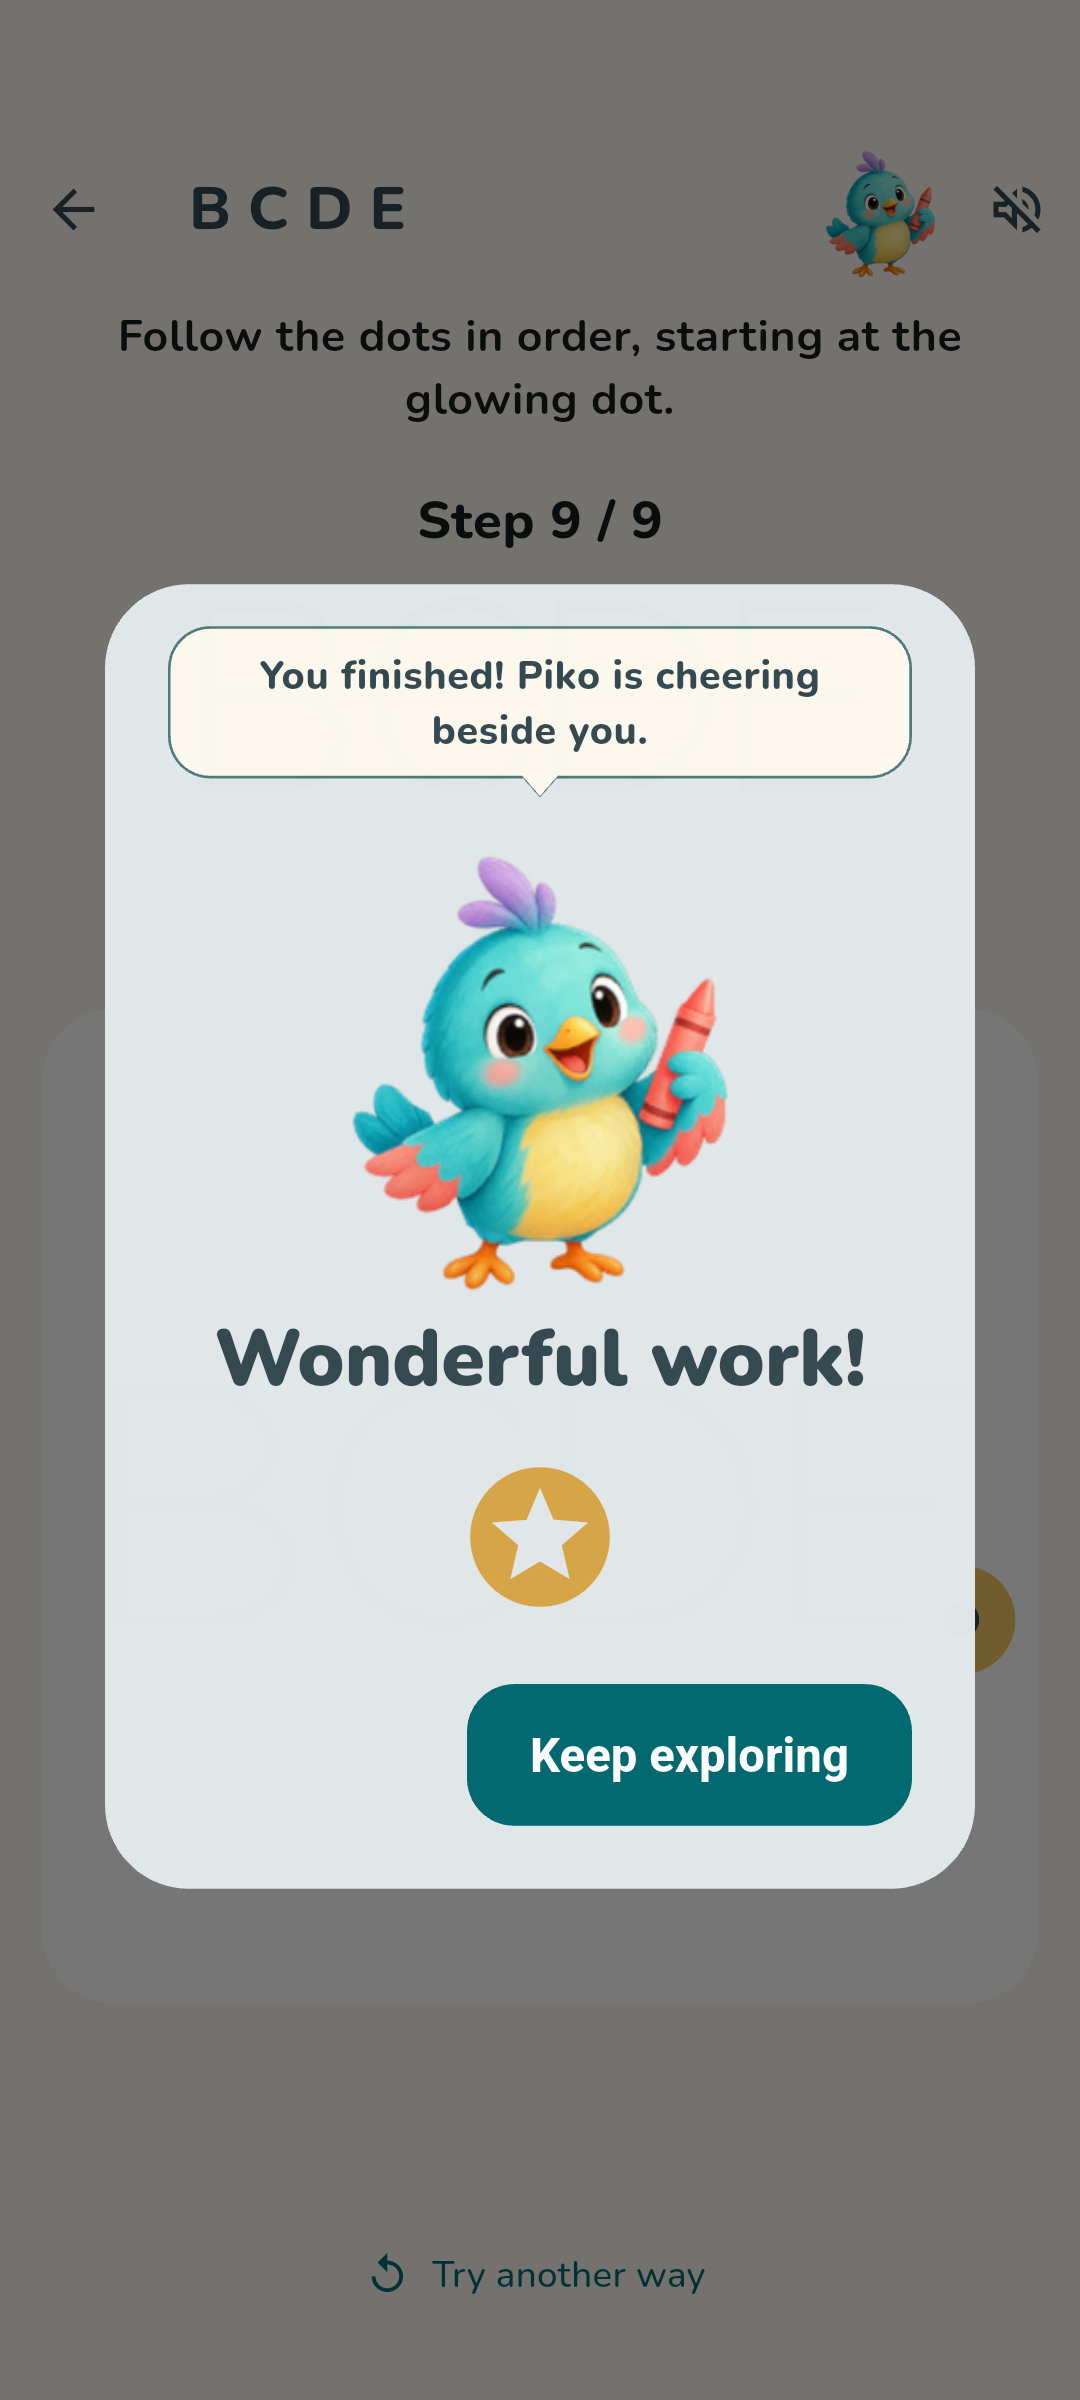 B C D E
Follow the dots in order, starting at the
glowing dot.
Step 9 / 9
You finished! Piko is cheering
beside you.
Wonderful work!
Keep exploring
Try another way